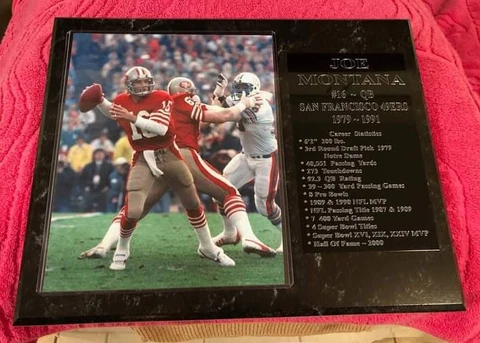 JOE
MONTANA
#16 ~ QB
SAN FRANCISCO 49ERS
1979 ~ 1991
Career Statistics
* 6'2" 200 lbs.
* 3rd Round Draft Pick 1979
Notre Dame
* 40,551 Passing Yards
* 273 Touchdowns
* 92.3 QB Rating
* 39 ~ 300 Yard Passing Games
* 8 Pro Bowls
* 1989 & 1990 NFL MVP
* NFL Passing Title 1987 & 1989
* 7 400 Yard Games
* 4 Super Bowl Titles
* Super Bowl XVI, XIX, XXIV MVP
* Hall Of Fame ~ 2000
16